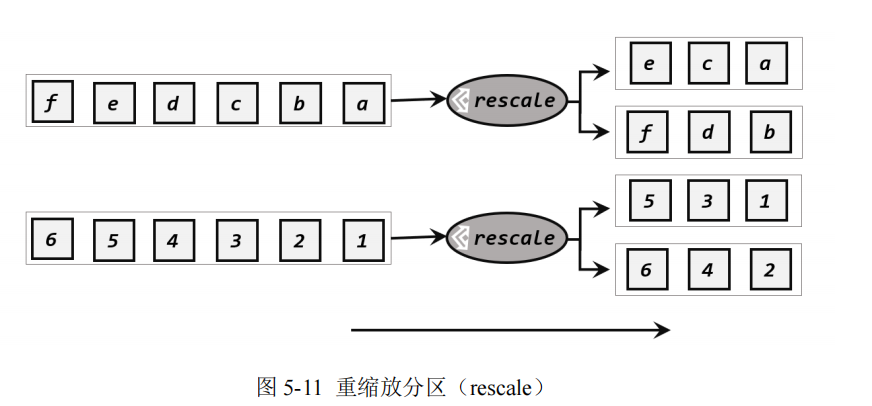 f e d c b a
rescale
e c a
f d b
6 5 4 3 2 1
rescale
5 3 1
6 4 2
图 5-11 重缩放分区（rescale）